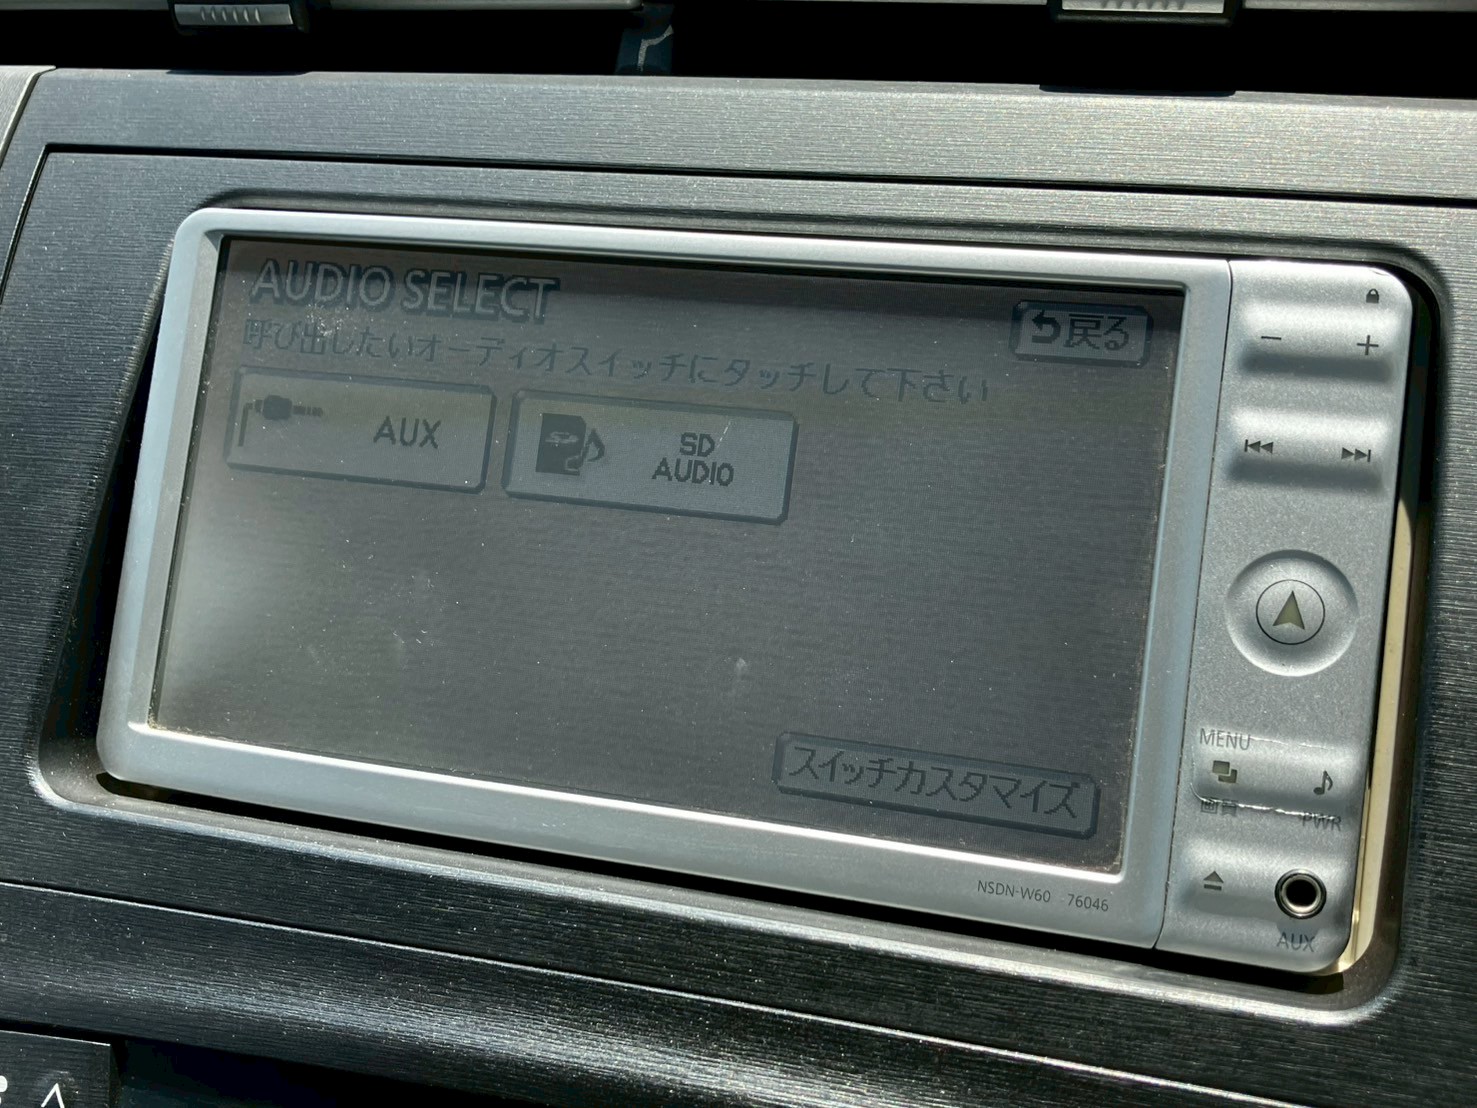 AUDIO SELECT
戻る
呼び出したいオーディオスイッチにタッチして下さい
AUX
SD
AUDIO
スイッチカスタマイズ
NSDN-W60 76046
MENU
画質
PWR
AUX